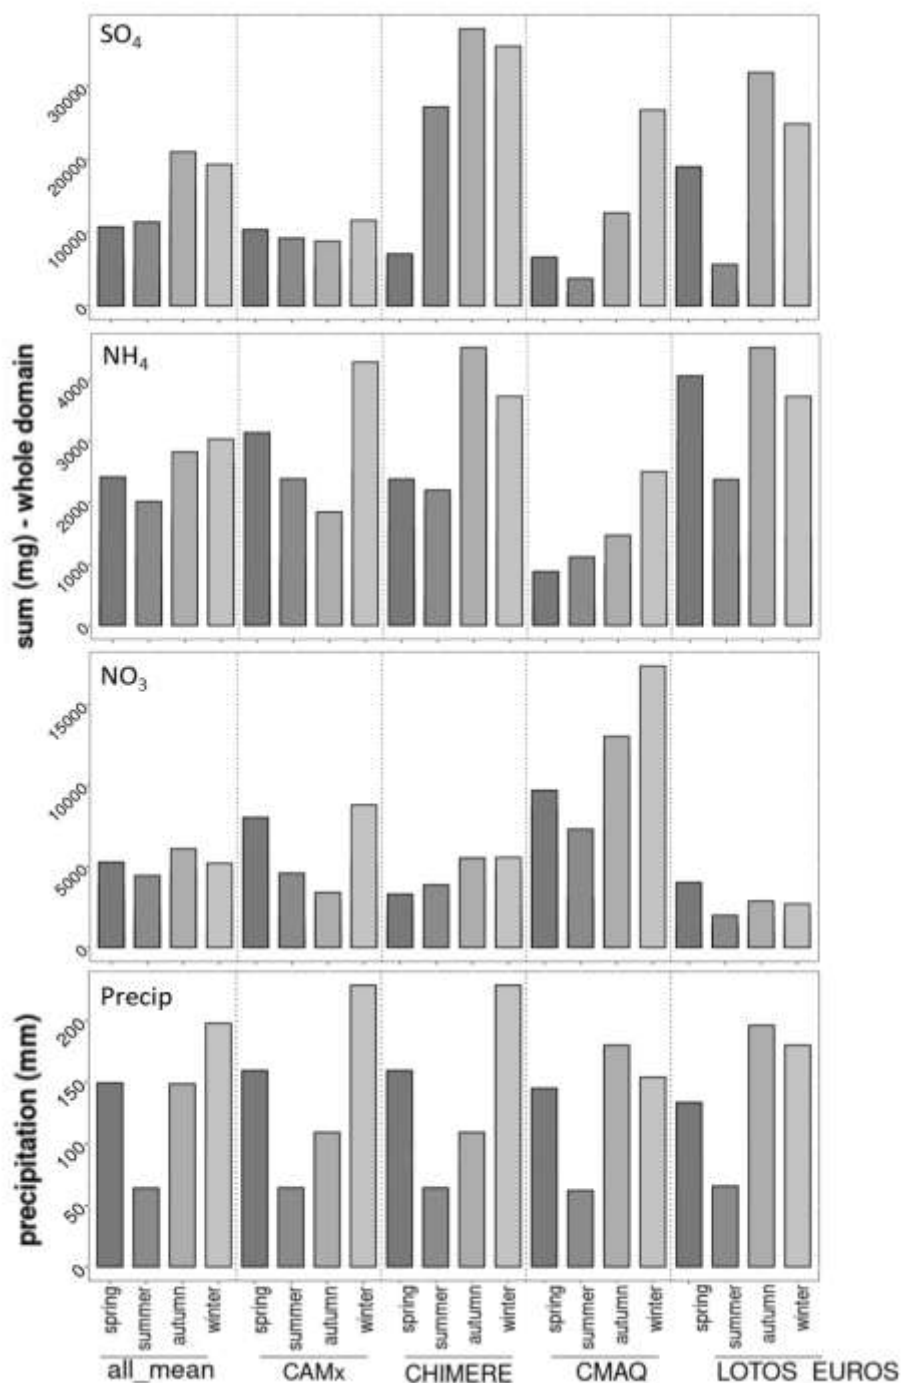 SO4
30000
20000
10000
0
NH4
4000
3000
2000
1000
0
sum (mg) - whole domain
NO3
15000
10000
5000
0
Precip
200
150
100
50
0
precipitation (mm)
spring summer autumn winter spring summer autumn winter spring summer autumn winter spring summer autumn winter spring summer autumn winter
all_mean CAMx CHIMERE CMAQ LOTOS_EUROS